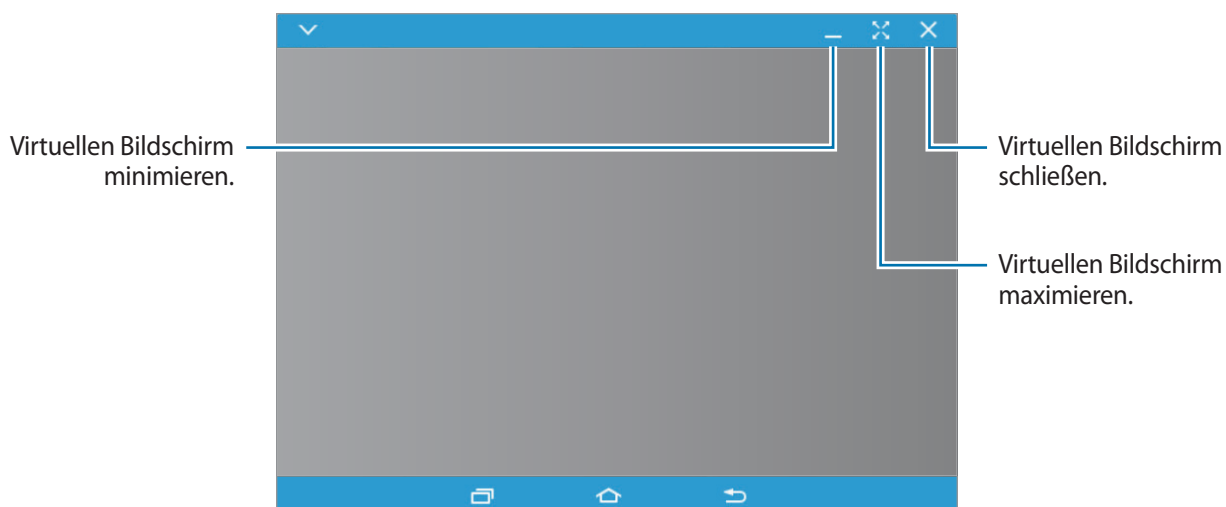 Virtuellen Bildschirm
minimieren.
Virtuellen Bildschirm
schließen.
Virtuellen Bildschirm
maximieren.